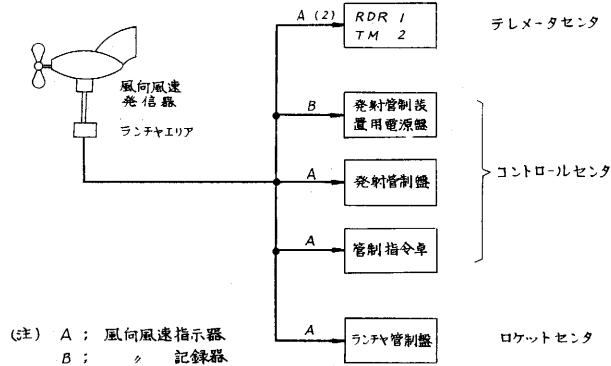 A (2)
RDR 1
TM 2
テレメータセンタ
風向風速
発信器
ランチャエリア
B
発射管制装
置用電源盤
A
発射管制盤
コントロールセンタ
A
管制指令卓
A
ランチャ管制盤
ロケットセンタ
(注) A ; 風向風速指示器
B ; 〃 記録器